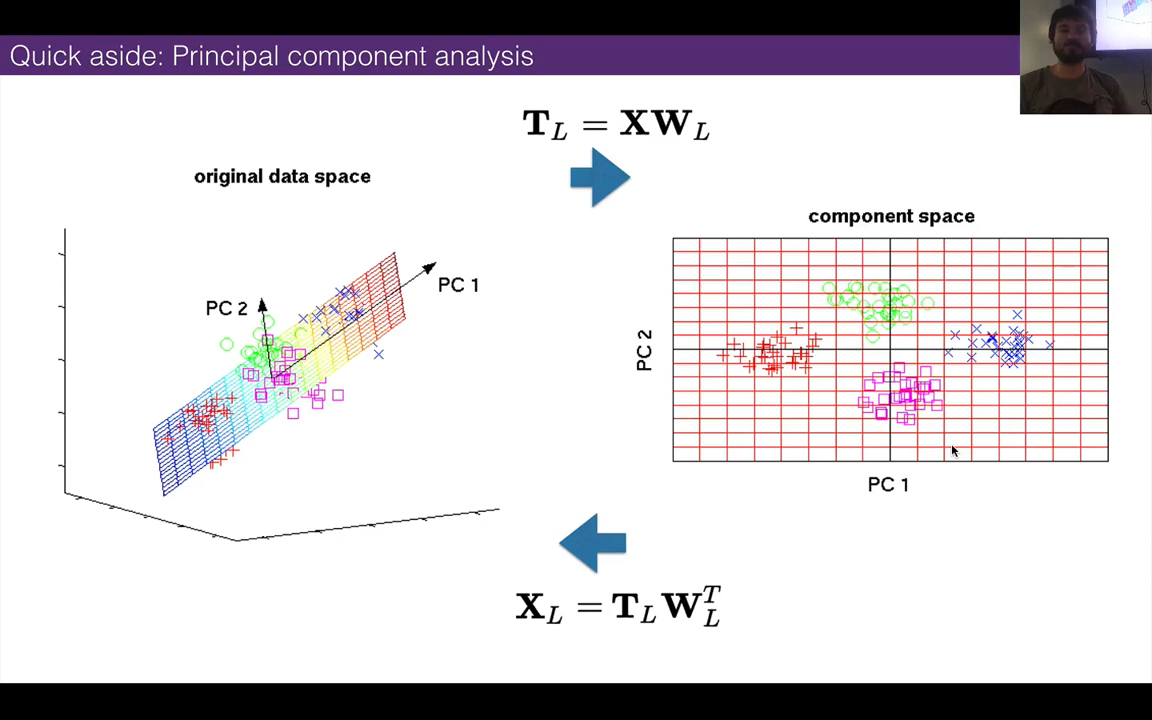 Quick aside: Principal component analysis
T_L = XW_L
original data space
component space
PC 1
PC 2
PC 2
PC 1
X_L = T_L W_L^T